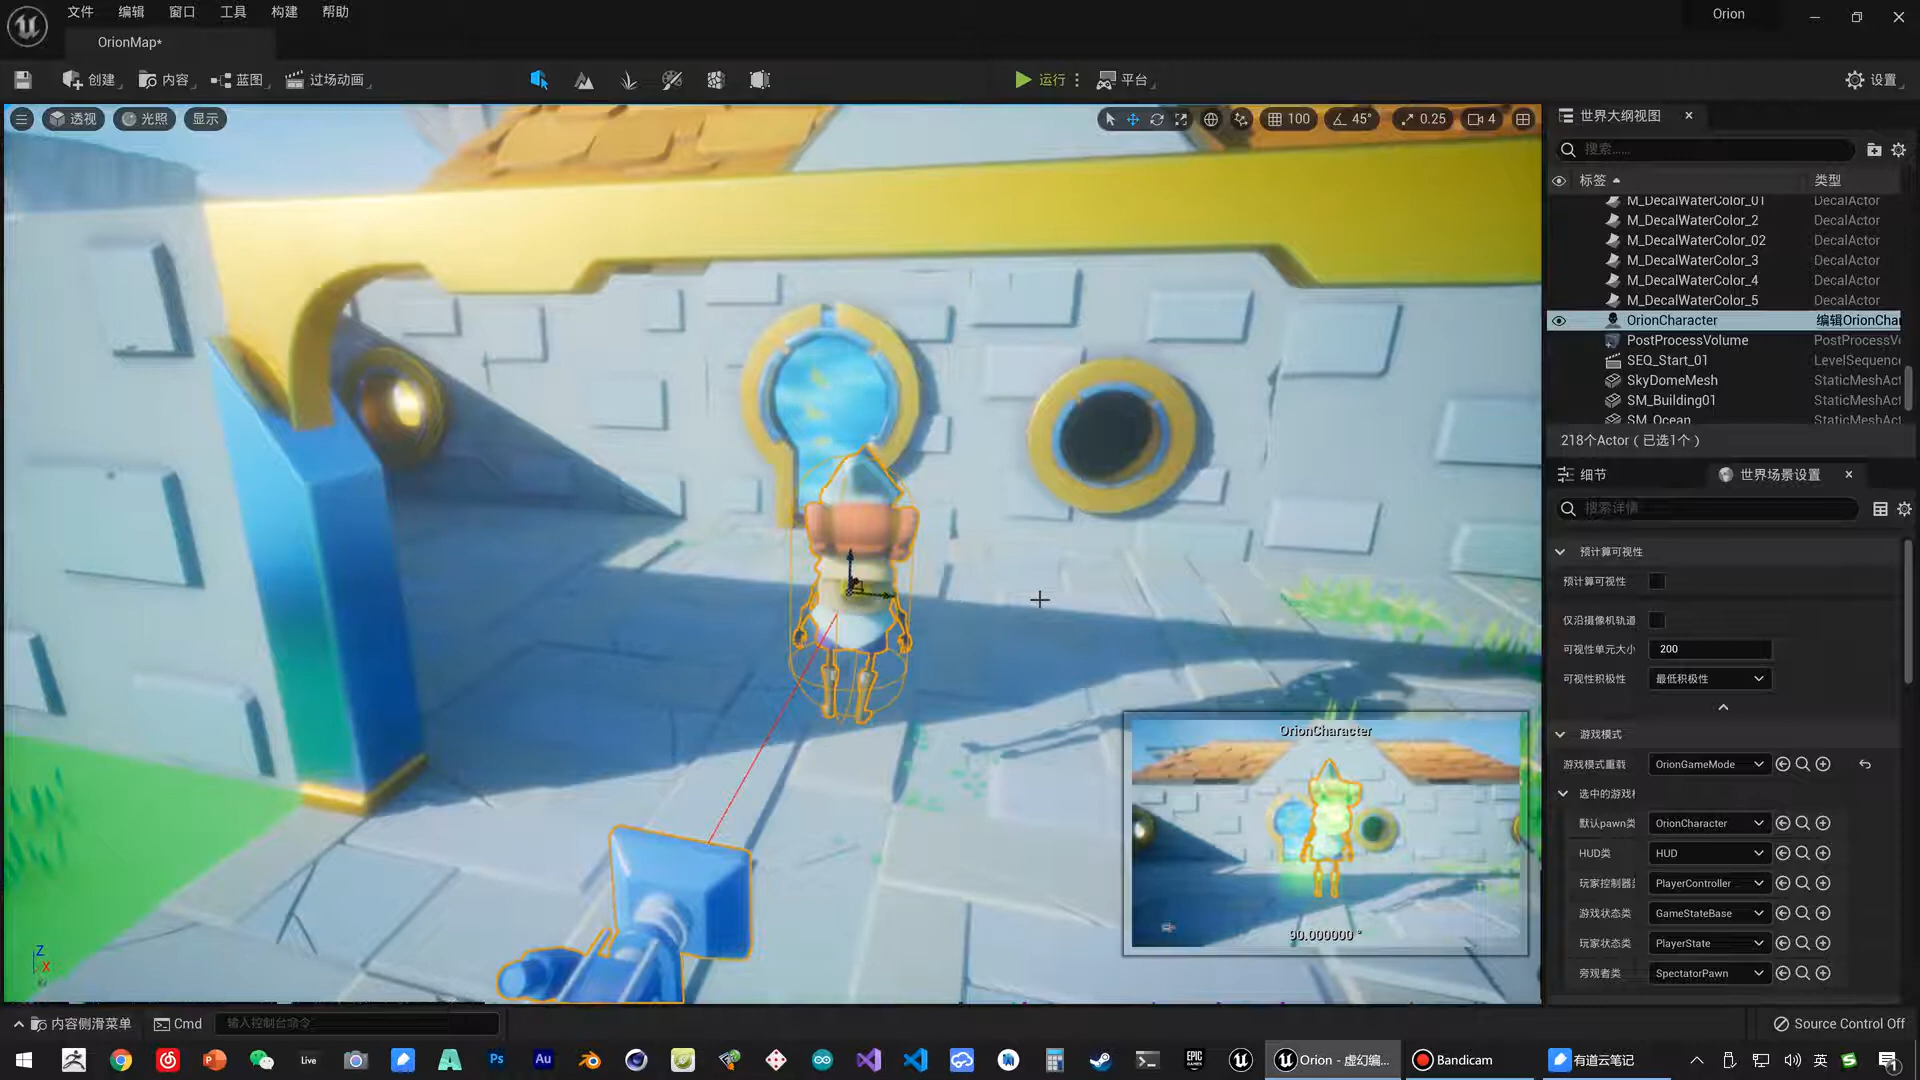 文件 编辑 窗口 工具 构建 帮助
Orion
OrionMap*
创建 内容 蓝图 过场动画
运行 平台
设置
透视 光照 显示
100 45° 0.25 4
世界大纲视图
搜索......
标签 类型
M_DecalWaterColor_01 DecalActor
M_DecalWaterColor_2 DecalActor
M_DecalWaterColor_02 DecalActor
M_DecalWaterColor_3 DecalActor
M_DecalWaterColor_4 DecalActor
M_DecalWaterColor_5 DecalActor
OrionCharacter 编辑OrionCha
PostProcessVolume PostProcessV
SEQ_Start_01 LevelSequenc
SkyDomeMesh StaticMeshAct
SM_Building01 StaticMeshAct
SM_Ocean StaticMeshAct
218个Actor（已选1个）
细节 世界场景设置
搜索详情
预计算可视性
预计算可视性
仅沿摄像机轨道
可视性单元大小 200
可视性积极性 最低积极性
游戏模式
游戏模式重载 OrionGameMode
选中的游戏
默认pawn类 OrionCharacter
HUD类 HUD
玩家控制器 PlayerController
游戏状态类 GameStateBase
玩家状态类 PlayerState
旁观者类 SpectatorPawn
OrionCharacter
90.000000 °
Z
X
内容侧滑菜单 Cmd 输入控制台命令
Source Control Off
Live
Ps
Au
EPIC
GAMES
Orion - 虚幻编...
Bandicam
有道云笔记
英
1